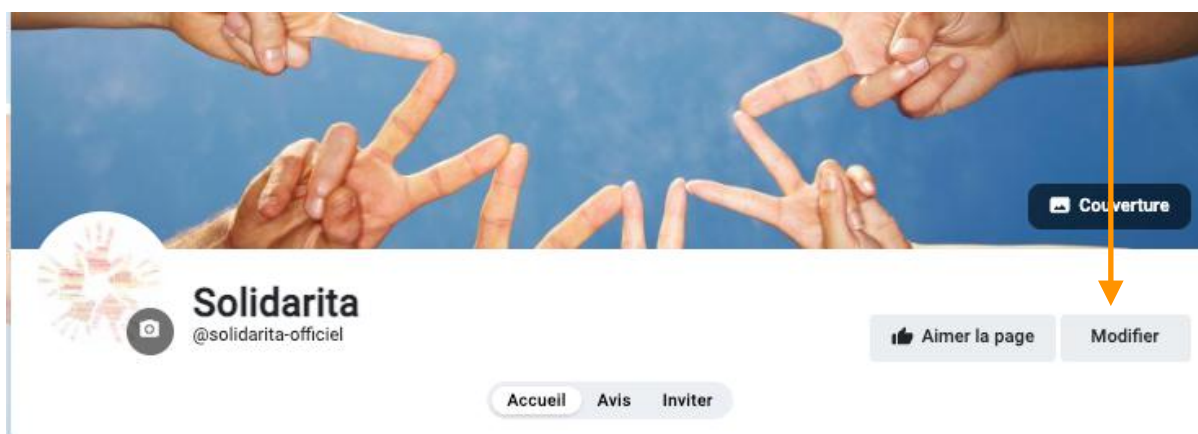 Couverture
Solidarita
@solidarita-officiel
Aimer la page
Modifier
Accueil Avis Inviter